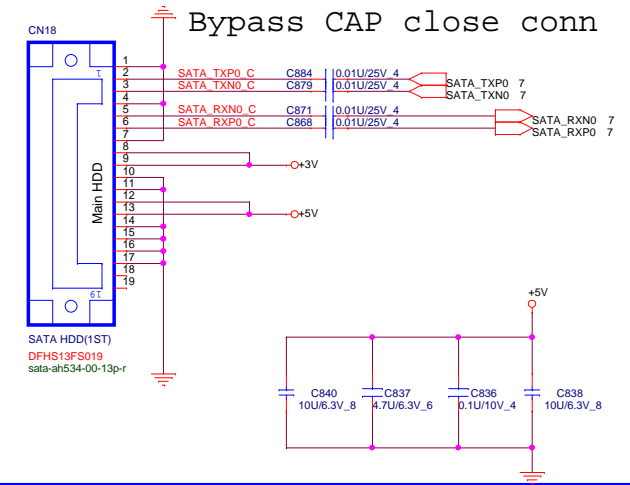 Bypass CAP close conn
CN18
1
1
2 SATA_TXP0_C C884 0.01U/25V_4 SATA_TXP0 7
3 SATA_TXN0_C C879 0.01U/25V_4 SATA_TXN0 7
4
5 SATA_RXN0_C C871 0.01U/25V_4 SATA_RXN0 7
6 SATA_RXP0_C C868 0.01U/25V_4 SATA_RXP0 7
7
8
9 +3V
10
11
12
13 +5V
14
15
16
17
18
19
19
Main HDD
SATA HDD(1ST)
DFHS13FS019
sata-ah534-00-13p-r
+5V
C840 C837 C836 C838
10U/6.3V_8 4.7U/6.3V_6 0.1U/10V_4 10U/6.3V_8